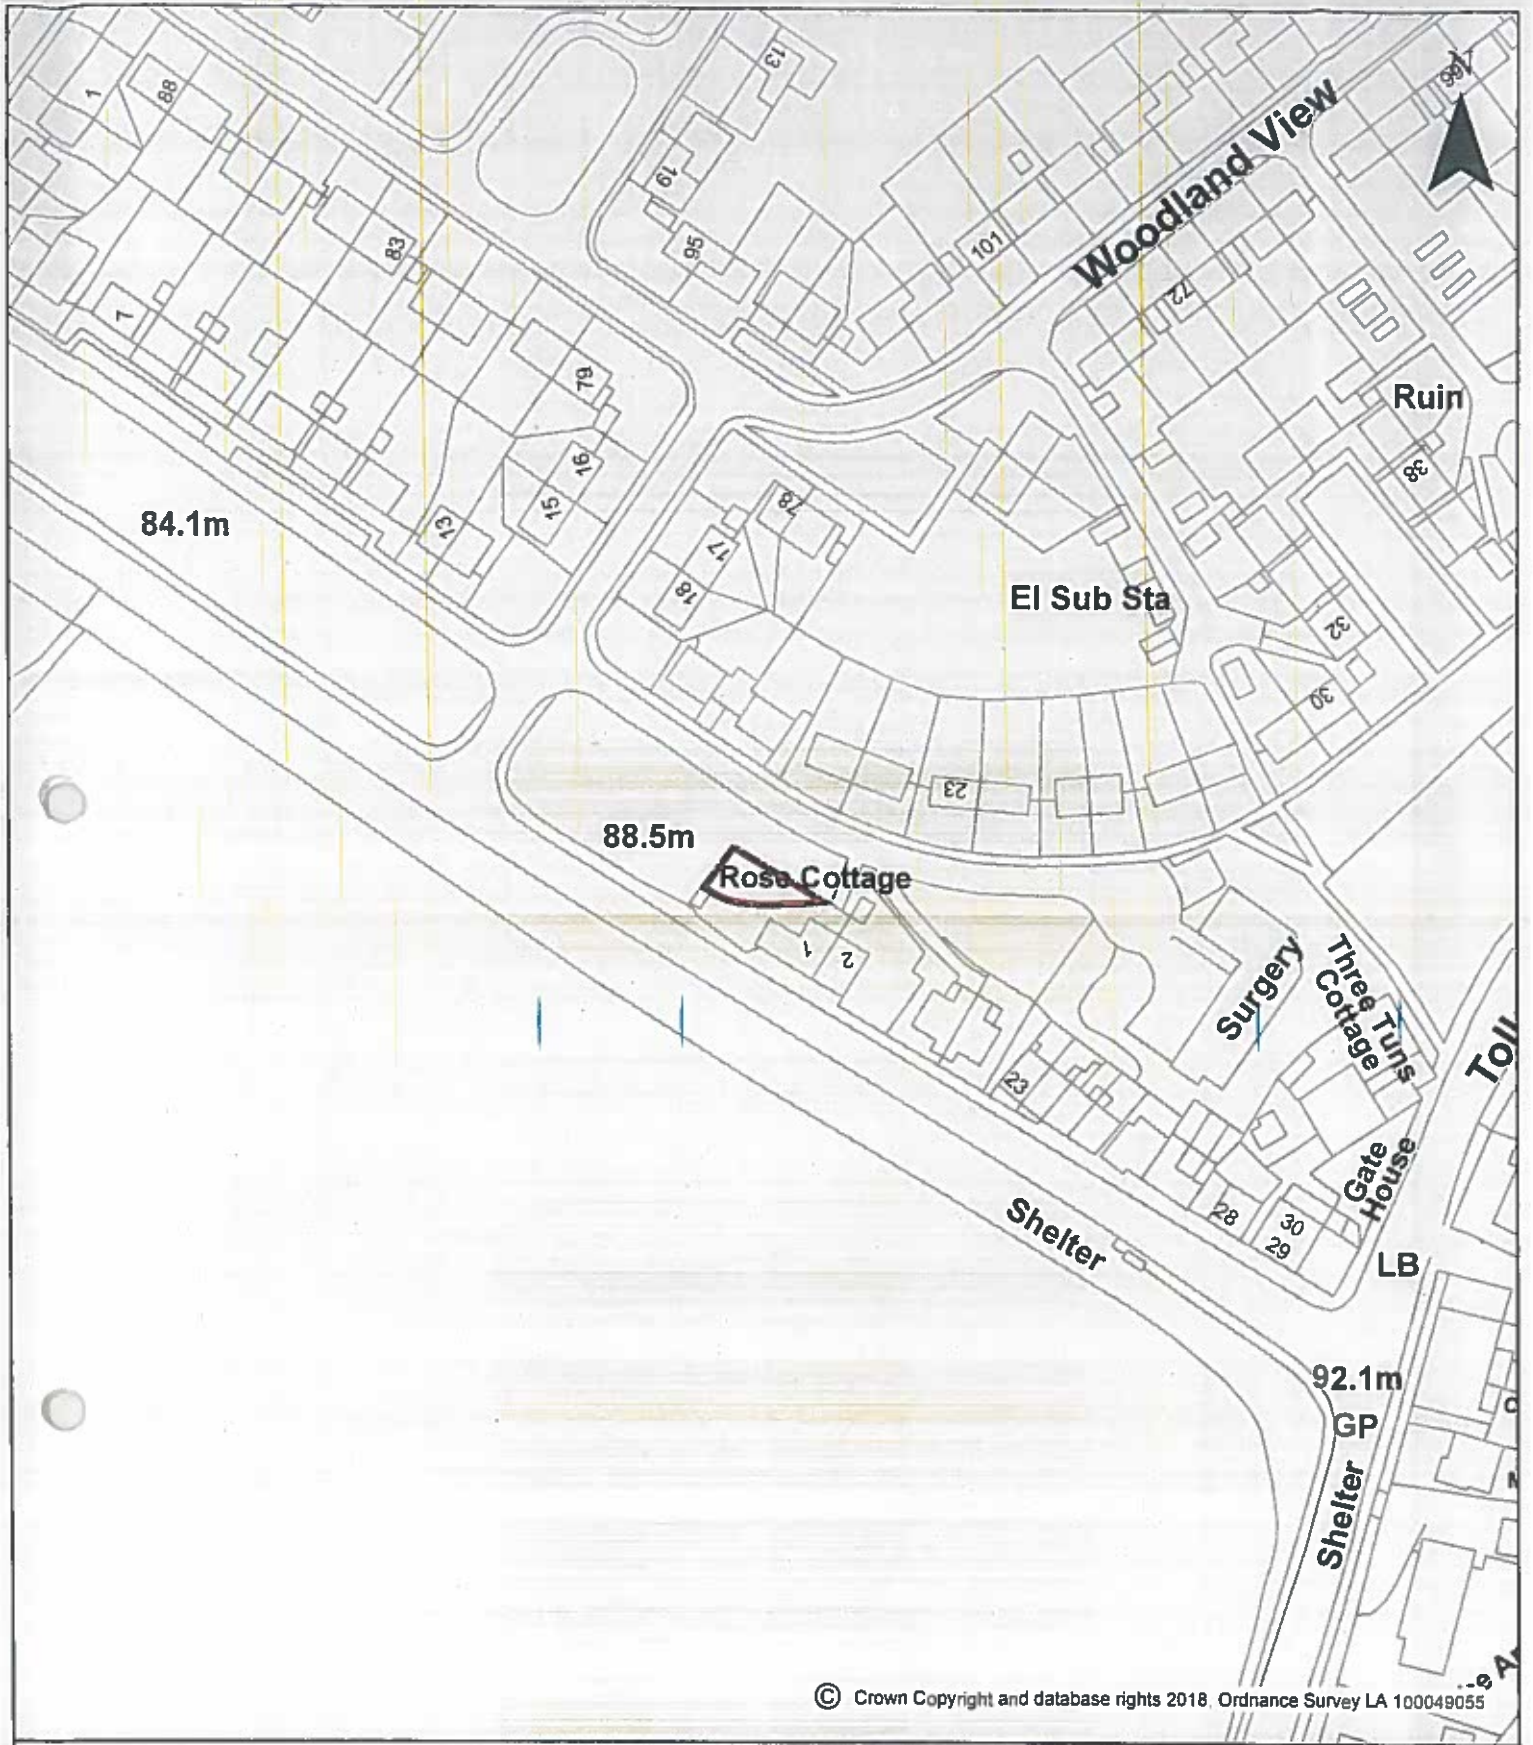 13
N
166
1
88
19
Woodland View
83
95
101
7
72
79
Ruin
16
38
15
78
84.1m
13
17
18
El Sub Sta
32
30
23
88.5m
Rose Cottage
1
2
Surgery
Three Tuns
Cottage
Toll
23
Gate
House
28
30
29
Shelter
LB
92.1m
GP
Shelter
© Crown Copyright and database rights 2018. Ordnance Survey LA 100049055